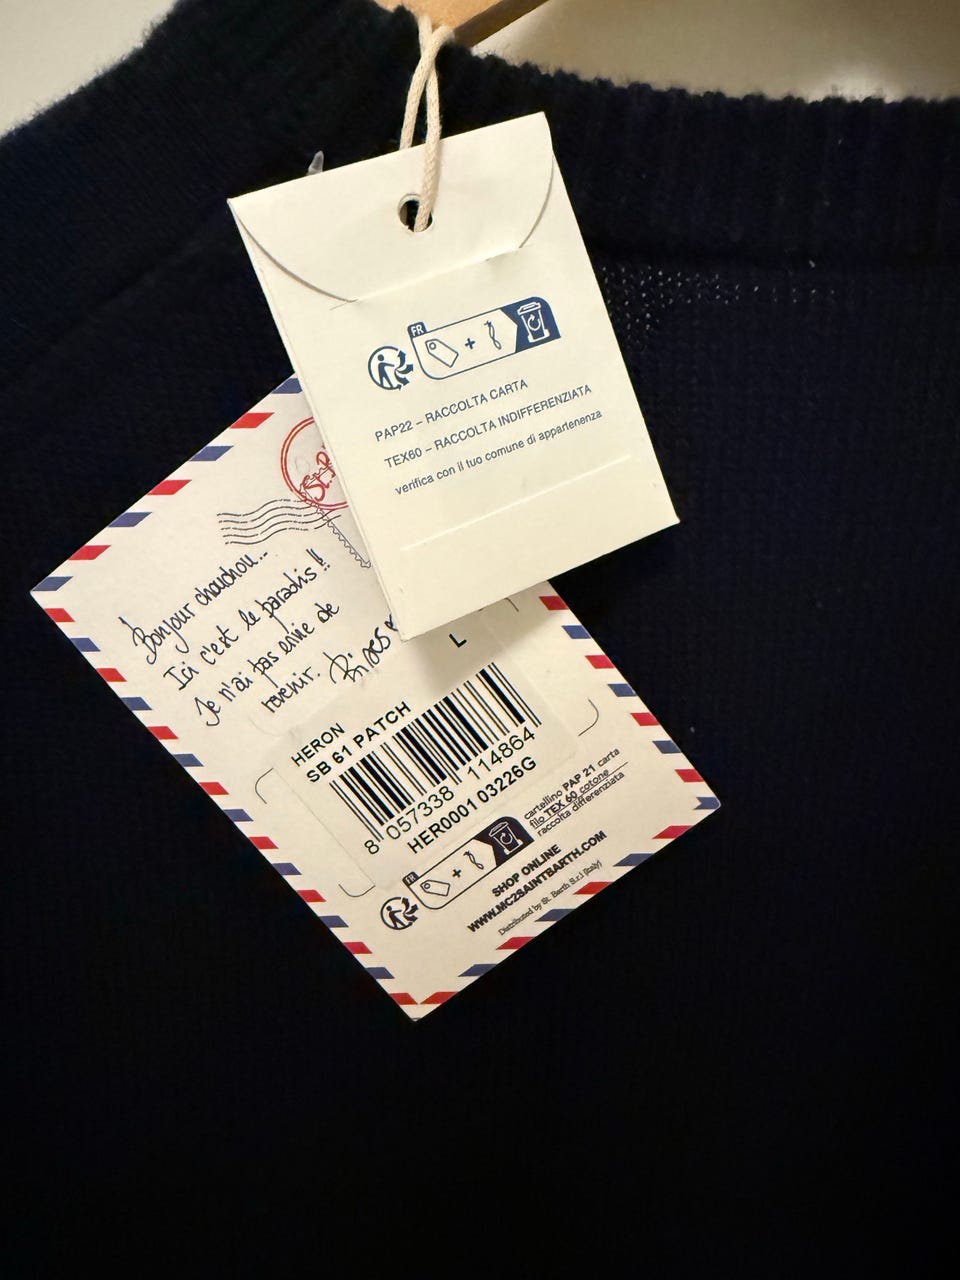 FR
PAP22 – RACCOLTA CARTA
TEX60 – RACCOLTA INDIFFERENZIATA
verifica con il tuo comune di appartenenza
Bonjour chouchou...
Ici c'est le paradis !!
Je n'ai pas envie de
revenir. Bises
L
HERON
SB 61 PATCH
8 057338 114864
HER0001 03226G
FR
cartellino PAP 21 carta
filo TEX 60 cotone
raccolta differenziata
SHOP ONLINE
WWW.MC2SAINTBARTH.COM
Distributed by St. Barth S.r.l (italy)